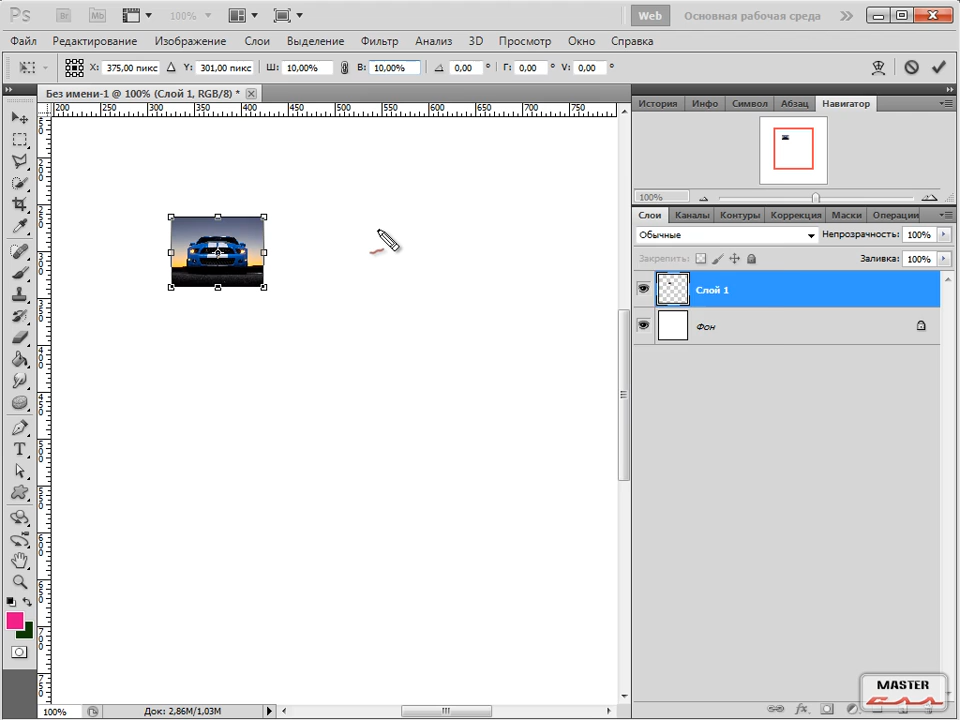 Ps Br Mb 100% Web Основная рабочая среда
Файл Редактирование Изображение Слои Выделение Фильтр Анализ 3D Просмотр Окно Справка
X: 375,00 пикс Y: 301,00 пикс Ш: 10,00% В: 10,00% 0,00 ° Г: 0,00 ° V: 0,00 °
Без имени-1 @ 100% (Слой 1, RGB/8) *
История Инфо Символ Абзац Навигатор
200 250 300 350 400 450 500 550 600 650 700 750
100%
Слои Каналы Контуры Коррекция Маски Операции
Обычные Непрозрачность: 100%
Закрепить: Заливка: 100%
Слой 1
Фон
100% Док: 2,86М/1,03М
MASTER
css